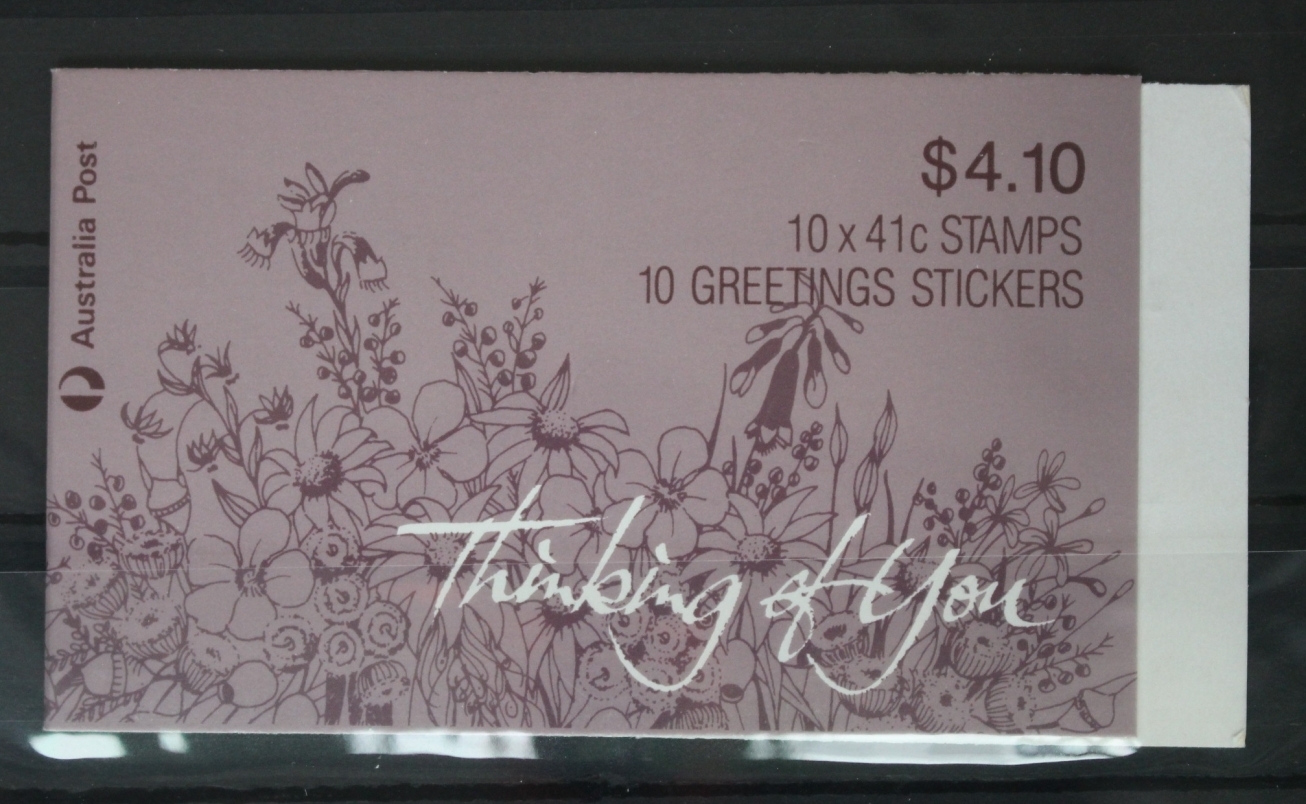 Australia Post
$4.10
10 x 41c STAMPS
10 GREETINGS STICKERS
Thinking of You